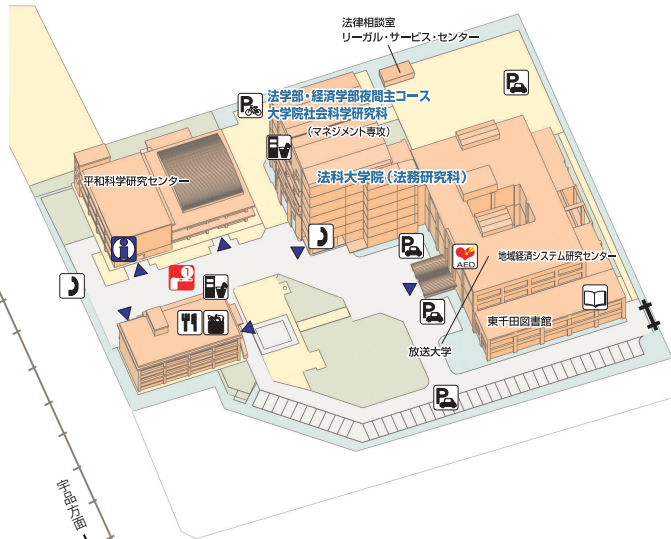 法律相談室
リーガル・サービス・センター
P
P
法学部・経済学部夜間主コース
大学院社会科学研究科
(マネジメント専攻)
法科大学院(法務研究科)
平和科学研究センター
i
P
AED
地域経済システム研究センター
1
P
東千田図書館
放送大学
P
宇品方面